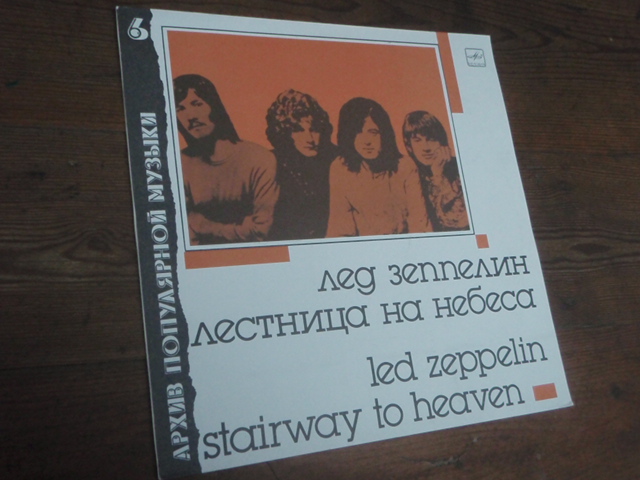 6
АРХИВ ПОПУЛЯРНОЙ МУЗЫКИ
лед зеппелин
лестница на небеса
led zeppelin
stairway to heaven